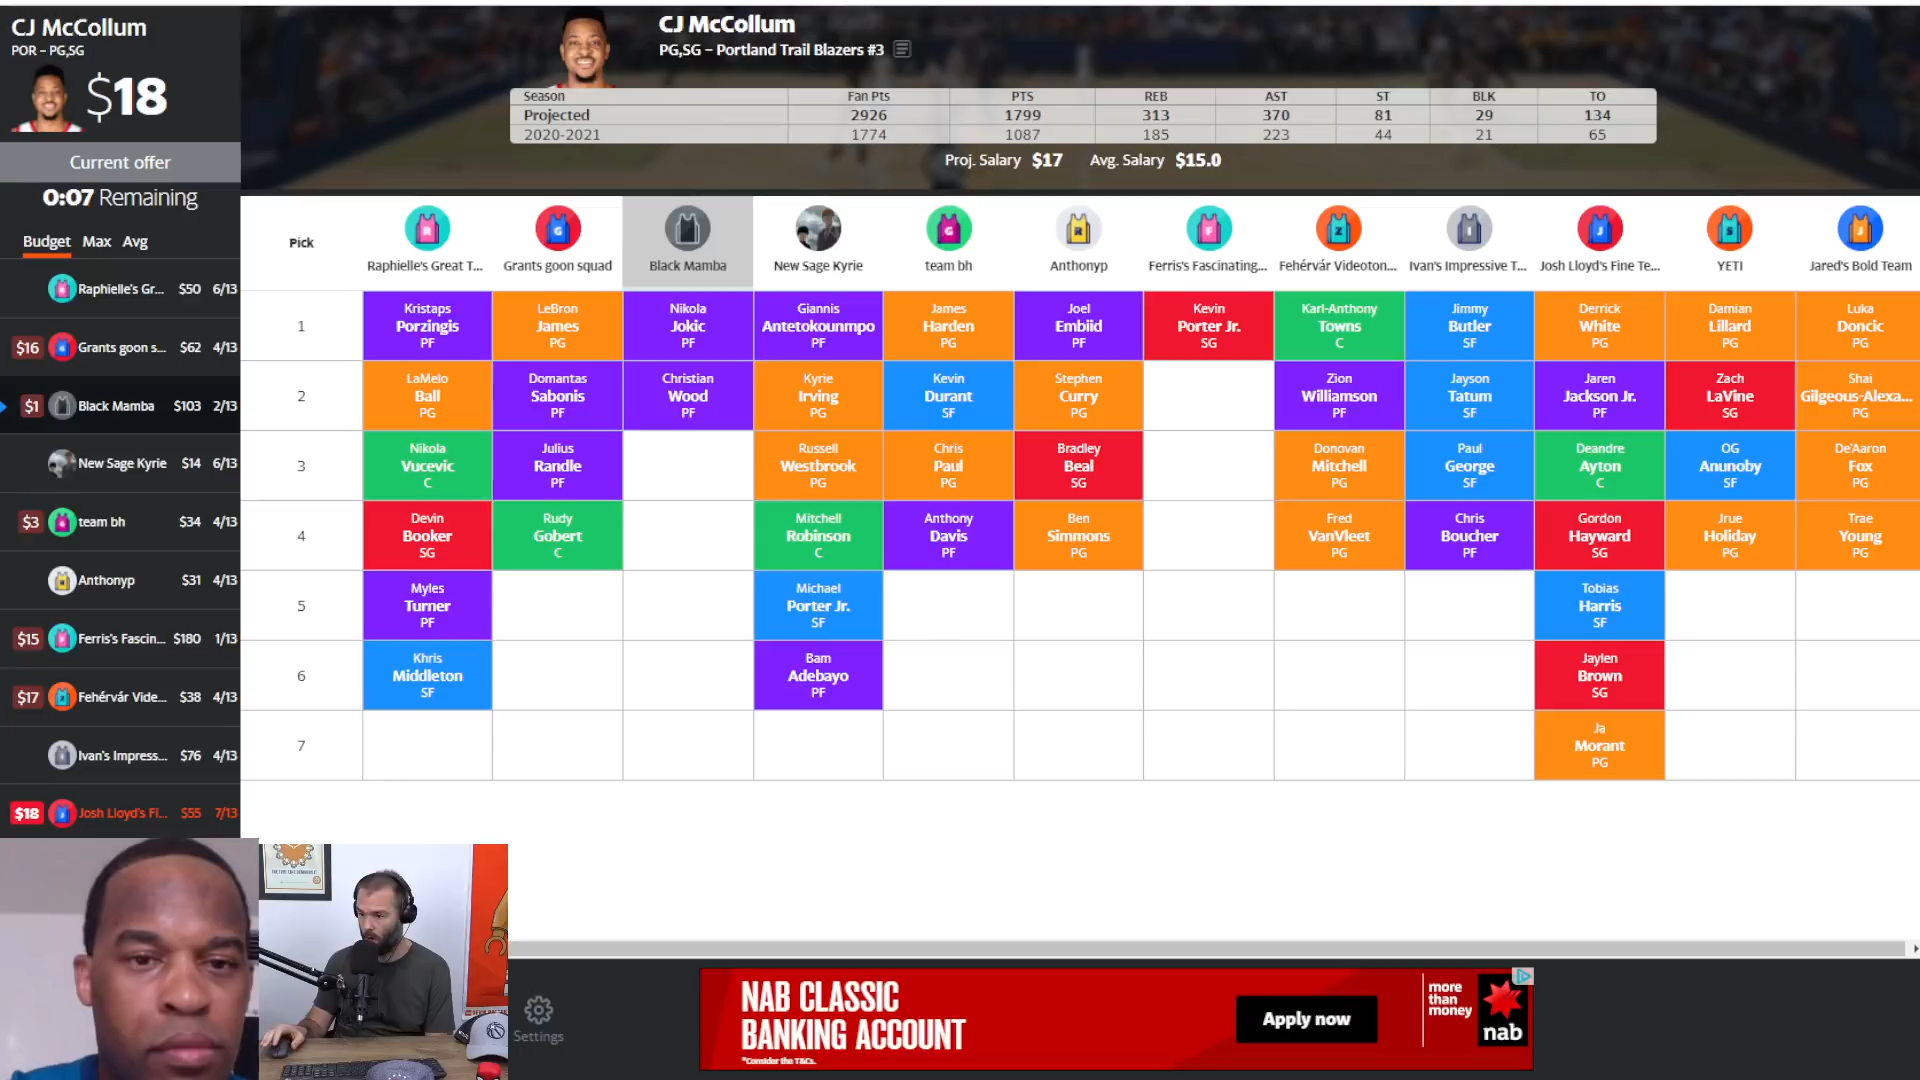 CJ McCollum
POR – PG,SG
$18
Current offer
0:07 Remaining
Budget Max Avg
Raphielle's Gr... $50 6/13
$16 Grants goon s... $62 4/13
$1 Black Mamba $103 2/13
New Sage Kyrie $14 6/13
$3 team bh $34 4/13
Anthonyp $31 4/13
$15 Ferris's Fascin... $180 1/13
$17 Fehérvár Vide... $38 4/13
Ivan's Impress... $76 4/13
$18 Josh Lloyd's Fi... $55 7/13
CJ McCollum
PG,SG – Portland Trail Blazers #3
Season Fan Pts PTS REB AST ST BLK TO
Projected 2926 1799 313 370 81 29 134
2020-2021 1774 1087 185 223 44 21 65
Proj. Salary $17 Avg. Salary $15.0
Pick Raphielle's Great T... Grants goon squad Black Mamba New Sage Kyrie team bh Anthonyp Ferris's Fascinating... Fehérvár Videoton... Ivan's Impressive T... Josh Lloyd's Fine Te... YETI Jared's Bold Team
Kristaps LeBron Nikola Giannis James Joel Kevin Karl-Anthony Jimmy Derrick Damian Luka
1 Porzingis James Jokic Antetokounmpo Harden Embiid Porter Jr. Towns Butler White Lillard Doncic
PF PG PF PF PG PF SG C SF PG PG PG
LaMelo Domantas Christian Kyrie Kevin Stephen Zion Jayson Jaren Zach Shai
2 Ball Sabonis Wood Irving Durant Curry Williamson Tatum Jackson Jr. LaVine Gilgeous-Alexa...
PG PF PF PG SF PG PF SF PF SG PG
Nikola Julius Russell Chris Bradley Donovan Paul Deandre OG De'Aaron
3 Vucevic Randle Westbrook Paul Beal Mitchell George Ayton Anunoby Fox
C PF PG PG SG PG SF C SF PG
Devin Rudy Mitchell Anthony Ben Fred Chris Gordon Jrue Trae
4 Booker Gobert Robinson Davis Simmons VanVleet Boucher Hayward Holiday Young
SG C C PF PG PG PF SG PG PG
Myles Michael Tobias
5 Turner Porter Jr. Harris
PF SF SF
Khris Bam Jaylen
6 Middleton Adebayo Brown
SF PF SG
Ja
7 Morant
PG
Settings
NAB CLASSIC
BANKING ACCOUNT
*Consider the T&Cs.
Apply now
more
than
money
nab